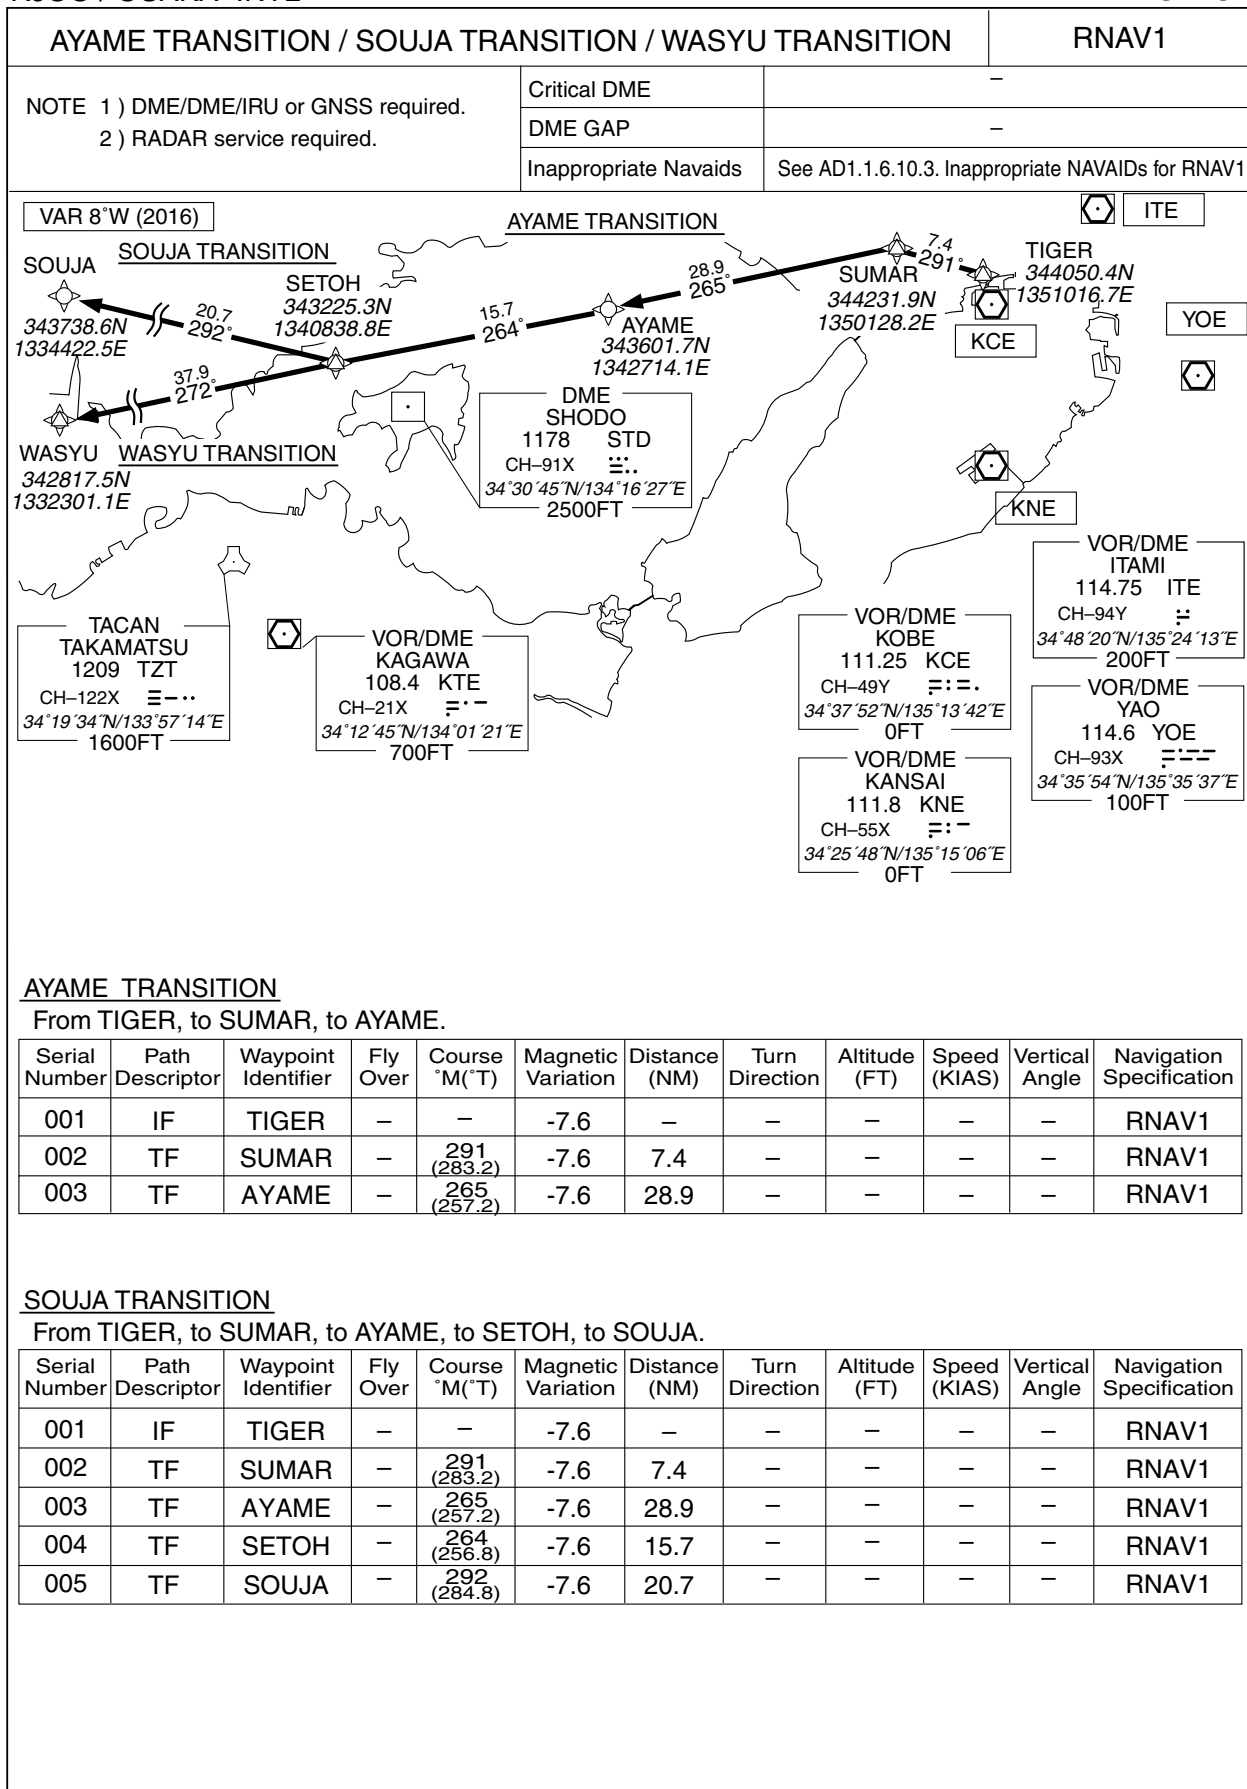 AYAME TRANSITION / SOUJA TRANSITION / WASYU TRANSITION
RNAV1
NOTE 1 ) DME/DME/IRU or GNSS required.
2 ) RADAR service required.
Critical DME –
DME GAP –
Inappropriate Navaids See AD1.1.6.10.3. Inappropriate NAVAIDs for RNAV1
VAR 8˚W (2016)
AYAME TRANSITION
ITE
SOUJA TRANSITION
SOUJA
343738.6N
1334422.5E
20.7
292˚
SETOH
343225.3N
1340838.8E
15.7
264˚
28.9
265˚
AYAME
343601.7N
1342714.1E
SUMAR
344231.9N
1350128.2E
7.4
291˚
TIGER
344050.4N
1351016.7E
KCE
YOE
37.9
272˚
WASYU
342817.5N
1332301.1E
WASYU TRANSITION
DME
SHODO
1178 STD
CH–91X
34˚30´45˝N/134˚16´27˝E
2500FT
KNE
VOR/DME
ITAMI
114.75 ITE
CH–94Y
34˚48´20˝N/135˚24´13˝E
200FT
TACAN
TAKAMATSU
1209 TZT
CH–122X
34˚19´34˝N/133˚57´14˝E
1600FT
VOR/DME
KAGAWA
108.4 KTE
CH–21X
34˚12´45˝N/134˚01´21˝E
700FT
VOR/DME
KOBE
111.25 KCE
CH–49Y
34˚37´52˝N/135˚13´42˝E
0FT
VOR/DME
YAO
114.6 YOE
CH–93X
34˚35´54˝N/135˚35´37˝E
100FT
VOR/DME
KANSAI
111.8 KNE
CH–55X
34˚25´48˝N/135˚15´06˝E
0FT
AYAME TRANSITION
From TIGER, to SUMAR, to AYAME.
Serial Number Path Descriptor Waypoint Identifier Fly Over Course ˚M(˚T) Magnetic Variation Distance (NM) Turn Direction Altitude (FT) Speed (KIAS) Vertical Angle Navigation Specification
001 IF TIGER – – -7.6 – – – – – RNAV1
002 TF SUMAR – 291 (283.2) -7.6 7.4 – – – – RNAV1
003 TF AYAME – 265 (257.2) -7.6 28.9 – – – – RNAV1
SOUJA TRANSITION
From TIGER, to SUMAR, to AYAME, to SETOH, to SOUJA.
Serial Number Path Descriptor Waypoint Identifier Fly Over Course ˚M(˚T) Magnetic Variation Distance (NM) Turn Direction Altitude (FT) Speed (KIAS) Vertical Angle Navigation Specification
001 IF TIGER – – -7.6 – – – – – RNAV1
002 TF SUMAR – 291 (283.2) -7.6 7.4 – – – – RNAV1
003 TF AYAME – 265 (257.2) -7.6 28.9 – – – – RNAV1
004 TF SETOH – 264 (256.8) -7.6 15.7 – – – – RNAV1
005 TF SOUJA – 292 (284.8) -7.6 20.7 – – – – RNAV1